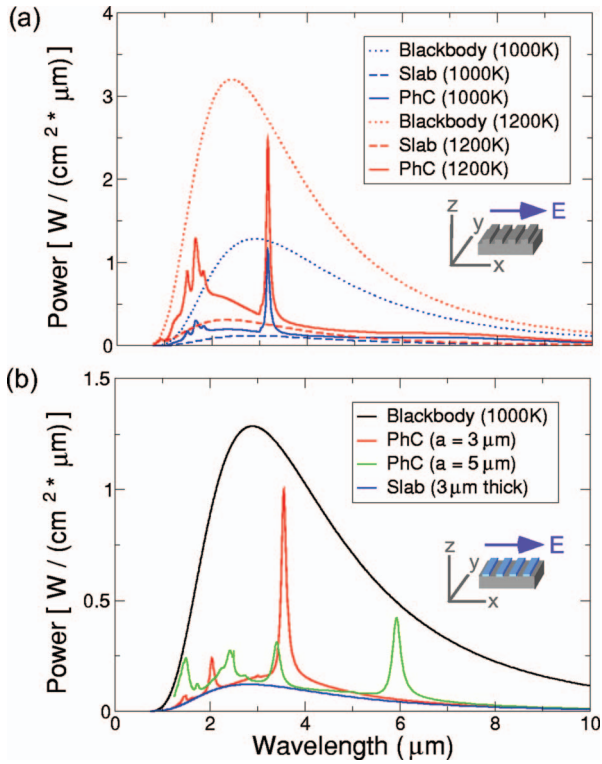 (a)
4
3
2
1
0
Power [ W / (cm² * μm) ]
Blackbody (1000K)
Slab (1000K)
PhC (1000K)
Blackbody (1200K)
Slab (1200K)
PhC (1200K)
z
y
x
E
(b)
1.5
1
0.5
0
Power [ W / (cm² * μm) ]
Blackbody (1000K)
PhC (a = 3 μm)
PhC (a = 5 μm)
Slab (3 μm thick)
z
y
x
E
0 2 4 6 8 10
Wavelength ( μm)